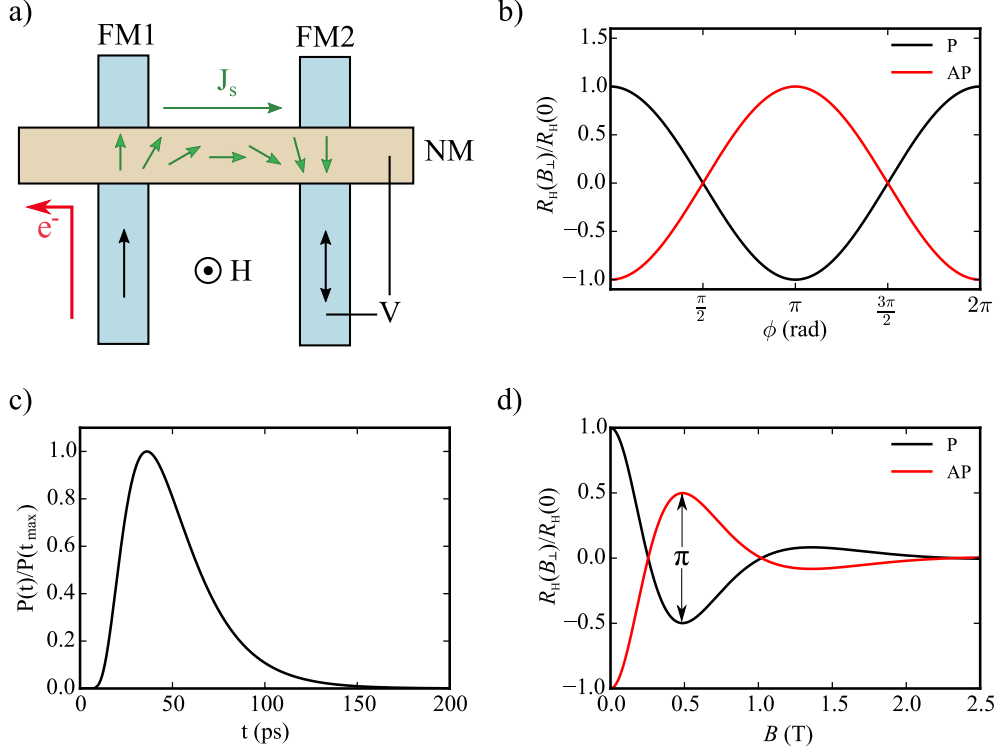 a)
FM1
FM2
J_s
NM
e⁻
H
V
b)
R_H(B_⊥)/R_H(0)
1.5
1.0
0.5
0.0
−0.5
−1.0
P
AP
π/2
π
3π/2
2π
ϕ (rad)
c)
P(t)/P(t_max)
1.0
0.8
0.6
0.4
0.2
0.0
0
50
100
150
200
t (ps)
d)
R_H(B_⊥)/R_H(0)
1.0
0.5
0.0
−0.5
−1.0
P
AP
π
0.0
0.5
1.0
1.5
2.0
2.5
B (T)